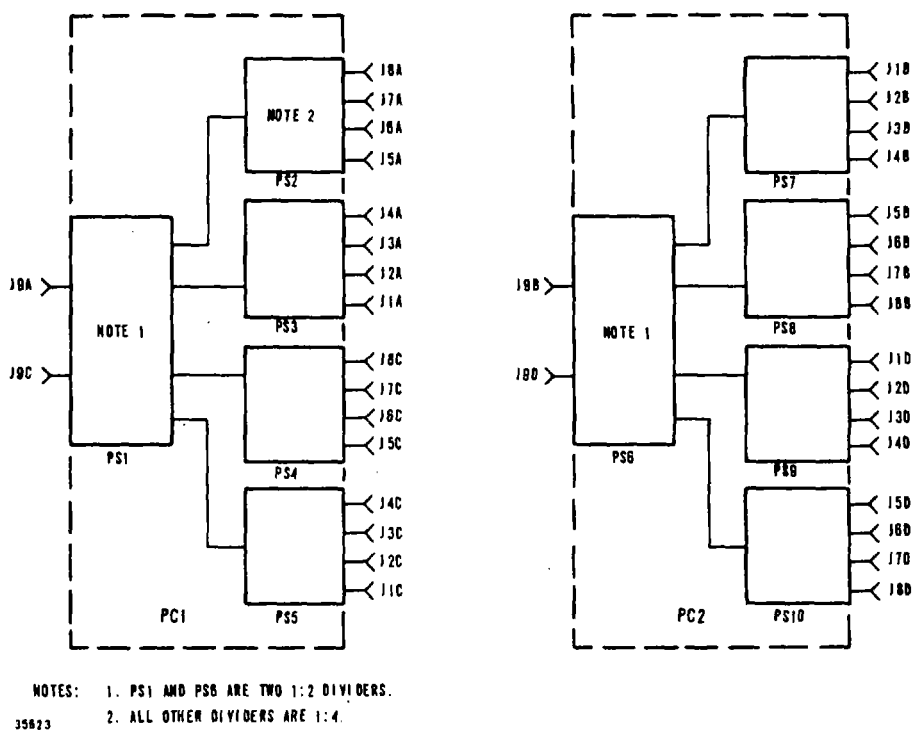 J8A
J7A
NOTE 2
J6A
J5A
PS2
J4A
J3A
J2A
J1A
PS3
J9A
NOTE 1
J9C
PS1
J8C
J7C
J6C
J5C
PS4
J4C
J3C
J2C
J1C
PS5
PC1
J1B
J2B
J3B
J4B
PS7
J5B
J6B
J7B
J8B
PS8
J9B
NOTE 1
J9D
PS6
J1D
J2D
J3D
J4D
PS9
J5D
J6D
J7D
J8D
PS10
PC2
NOTES: 1. PS1 AND PS6 ARE TWO 1:2 DIVIDERS.
2. ALL OTHER DIVIDERS ARE 1:4.
35623